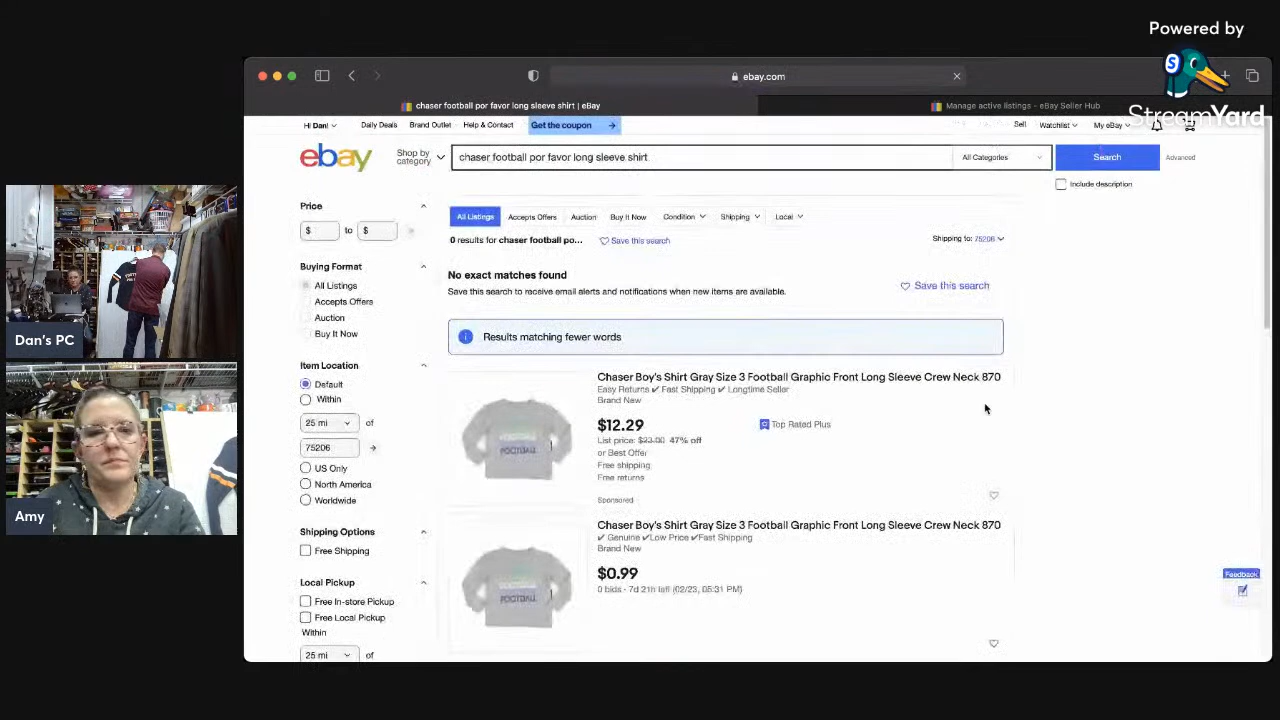 Powered by
StreamYard
ebay.com
chaser football por favor long sleeve shirt | eBay
Manage active listings - eBay Seller Hub
Hi Dan!
Daily Deals
Brand Outlet
Help & Contact
Get the coupon
Sell
Watchlist
My eBay
ebay
Shop by
category
chaser football por favor long sleeve shirt
All Categories
Search
Advanced
Include description
Price
$ to $
All Listings
Accepts Offers
Auction
Buy It Now
Condition
Shipping
Local
0 results for chaser football po...
Save this search
Shipping to: 75206
Buying Format
All Listings
Accepts Offers
Auction
Buy It Now
No exact matches found
Save this search to receive email alerts and notifications when new items are available.
Save this search
Results matching fewer words
Item Location
Default
Within
25 mi
of
75206
US Only
North America
Worldwide
Chaser Boy's Shirt Gray Size 3 Football Graphic Front Long Sleeve Crew Neck 870
Easy Returns ✔ Fast Shipping ✔ Longtime Seller
Brand New
$12.29
Top Rated Plus
List price: $23.00 47% off
or Best Offer
Free shipping
Free returns
Sponsored
FOOTBALL
Shipping Options
Free Shipping
Local Pickup
Free In-store Pickup
Free Local Pickup
Within
25 mi
of
Chaser Boy's Shirt Gray Size 3 Football Graphic Front Long Sleeve Crew Neck 870
✔ Genuine ✔Low Price ✔Fast Shipping
Brand New
$0.99
0 bids · 7d 21h left (02/23, 05:31 PM)
FOOTBALL
Feedback
Dan's PC
Amy